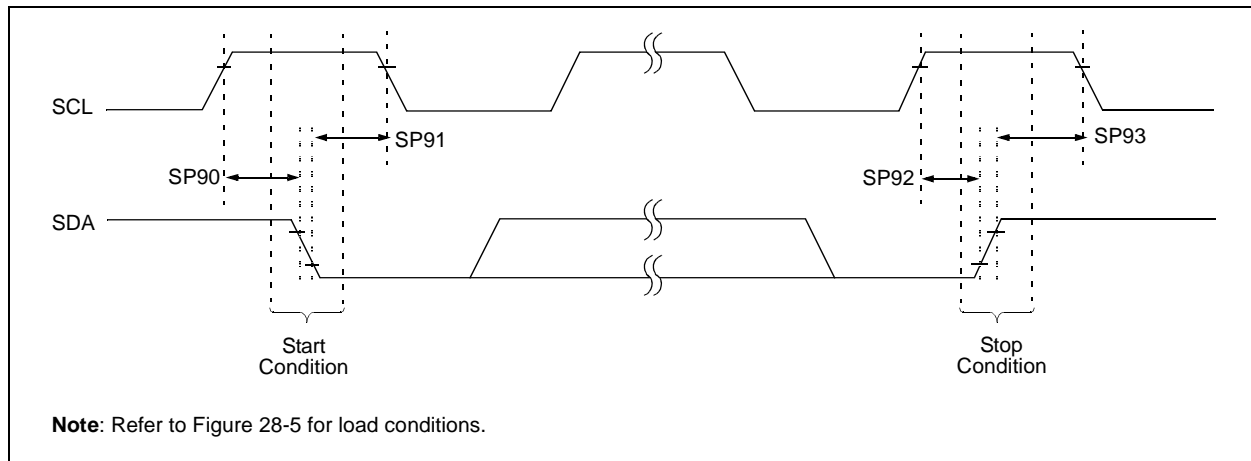 SCL
SP91
SP93
SP90
SP92
SDA
Start
Condition
Stop
Condition
Note: Refer to Figure 28-5 for load conditions.